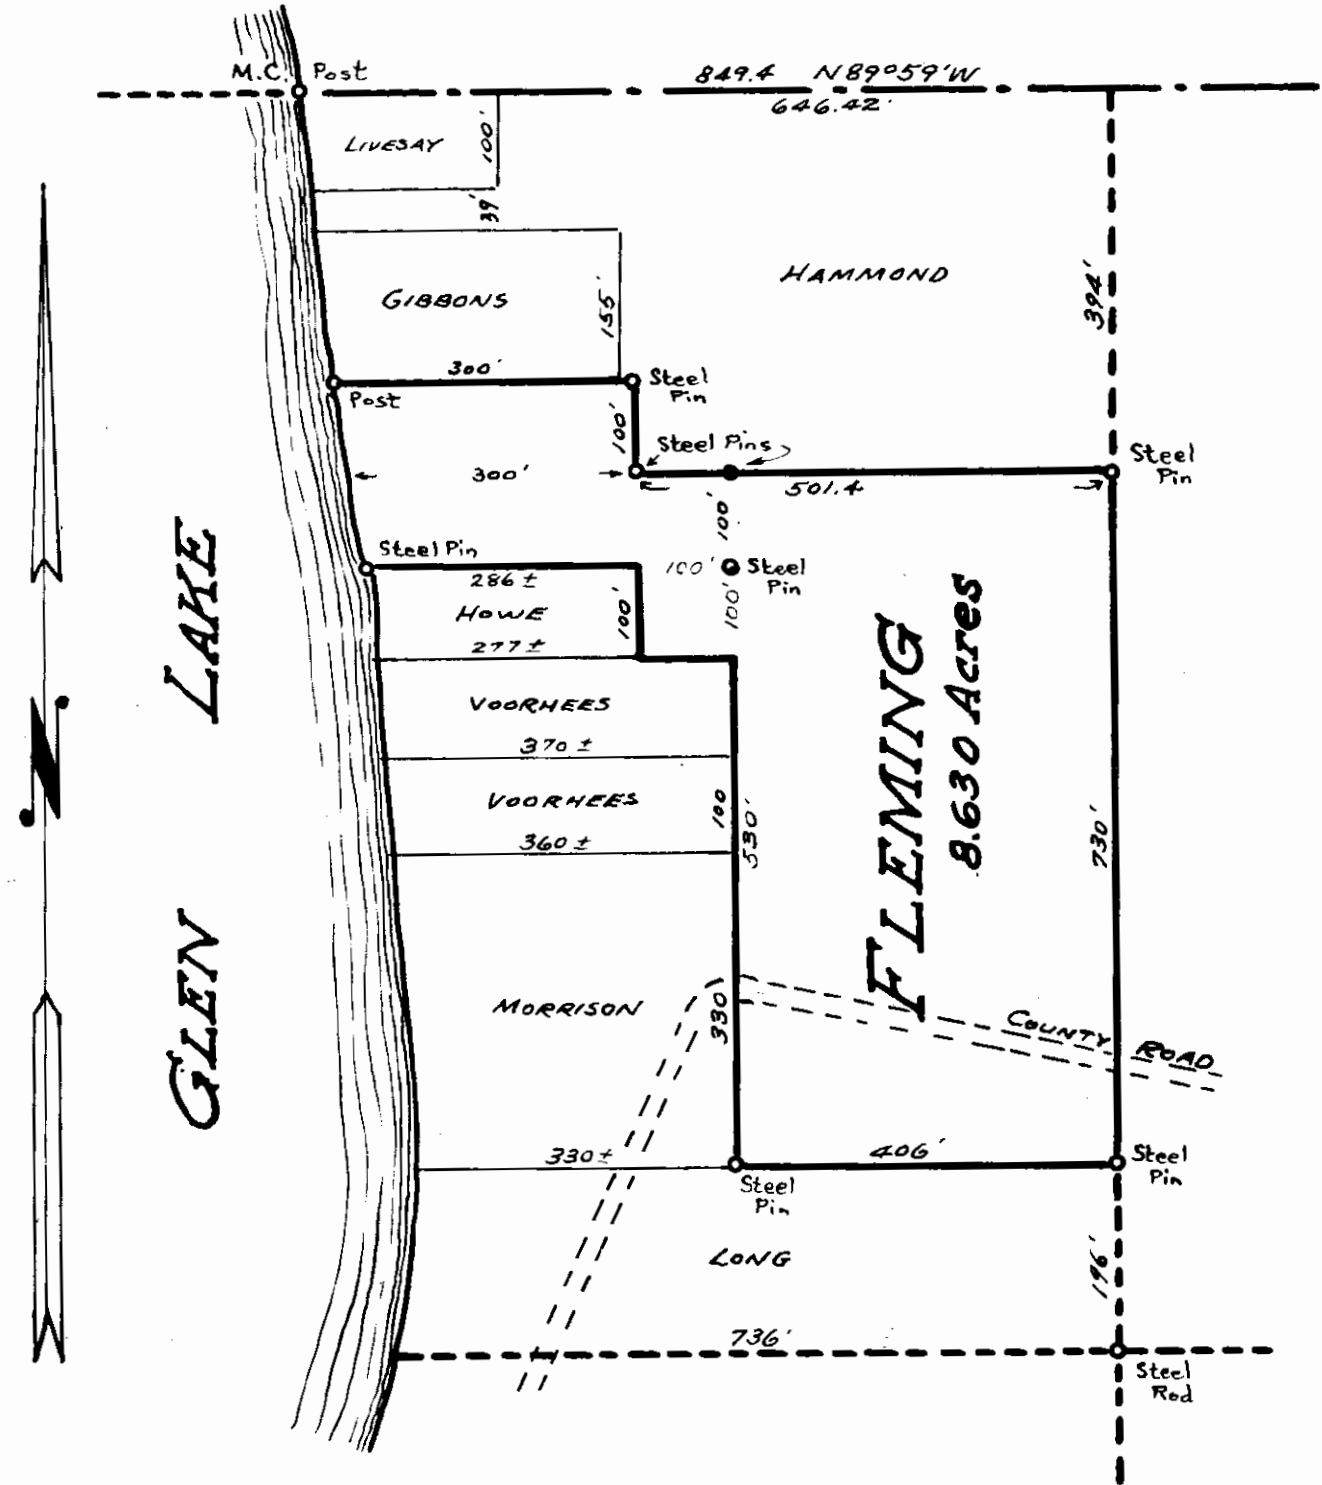 M.C. Post
849.4 N89°59'W
646.42'
LIVESAY
100'
39'
GIBBONS
155'
HAMMOND
394'
300'
Post
Steel
Pin
100'
Steel Pins
300'
501.4
Steel
Pin
100'
Steel Pin
286 ±
HOWE
100'
277 ±
100'
Steel
Pin
100'
VOORHEES
370 ±
VOORHEES
100
530'
360 ±
FLEMING
8.630 Acres
730'
LAKE
GLEN
N
MORRISON
330
COUNTY ROAD
330 ±
406'
Steel
Pin
Steel
Pin
LONG
196'
736'
Steel
Rod